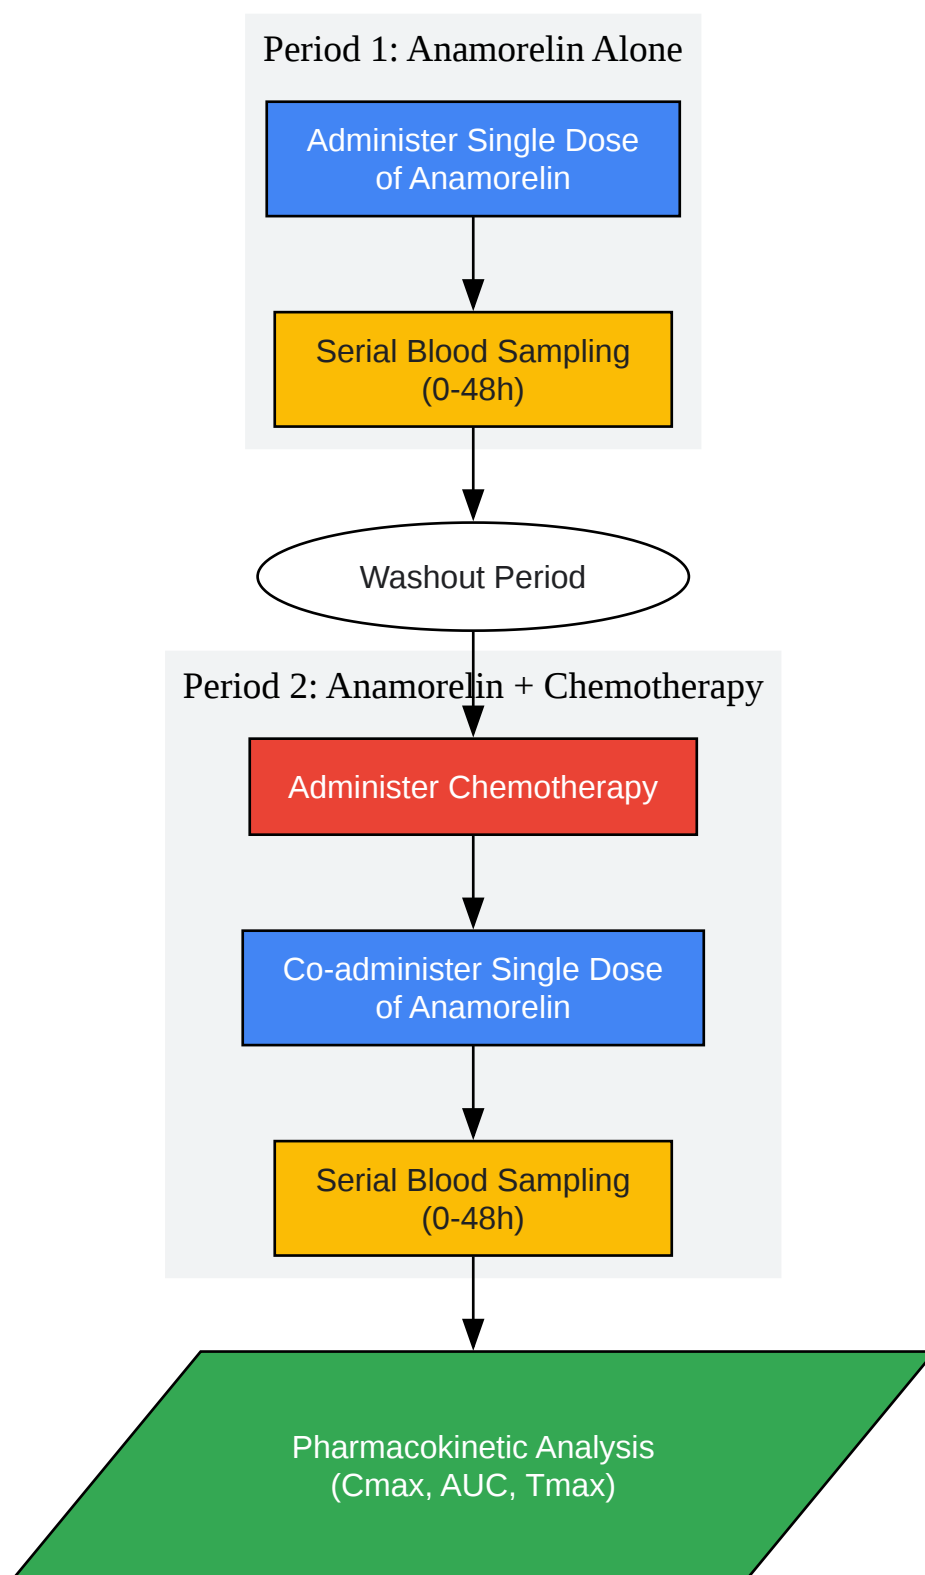 Period 1: Anamorelin Alone
Administer Single Dose
of Anamorelin
Serial Blood Sampling
(0-48h)
Washout Period
Period 2: Anamorelin + Chemotherapy
Administer Chemotherapy
Co-administer Single Dose
of Anamorelin
Serial Blood Sampling
(0-48h)
Pharmacokinetic Analysis
(Cmax, AUC, Tmax)